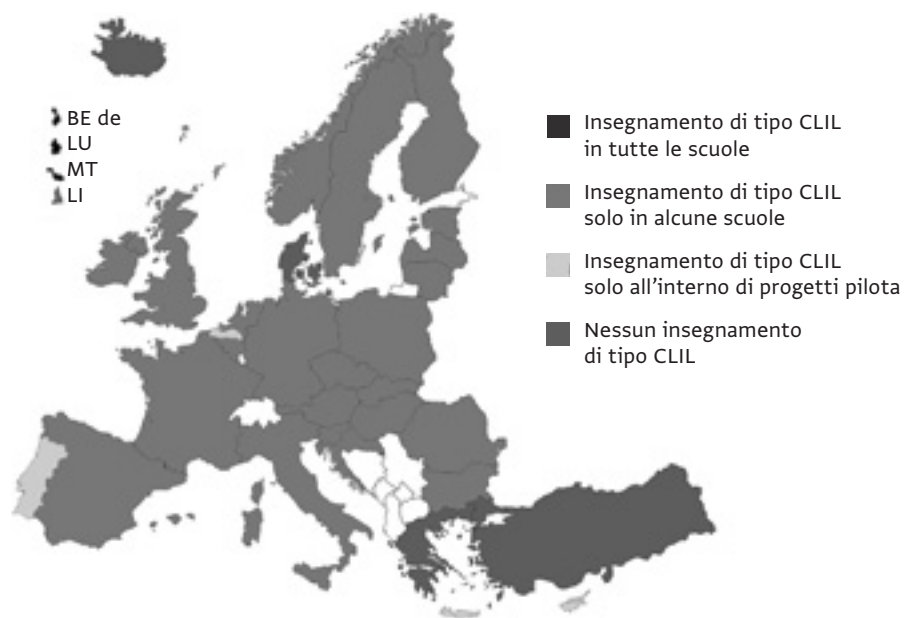 BE de
LU
MT
LI
Insegnamento di tipo CLIL
in tutte le scuole
Insegnamento di tipo CLIL
solo in alcune scuole
Insegnamento di tipo CLIL
solo all’interno di progetti pilota
Nessun insegnamento
di tipo CLIL